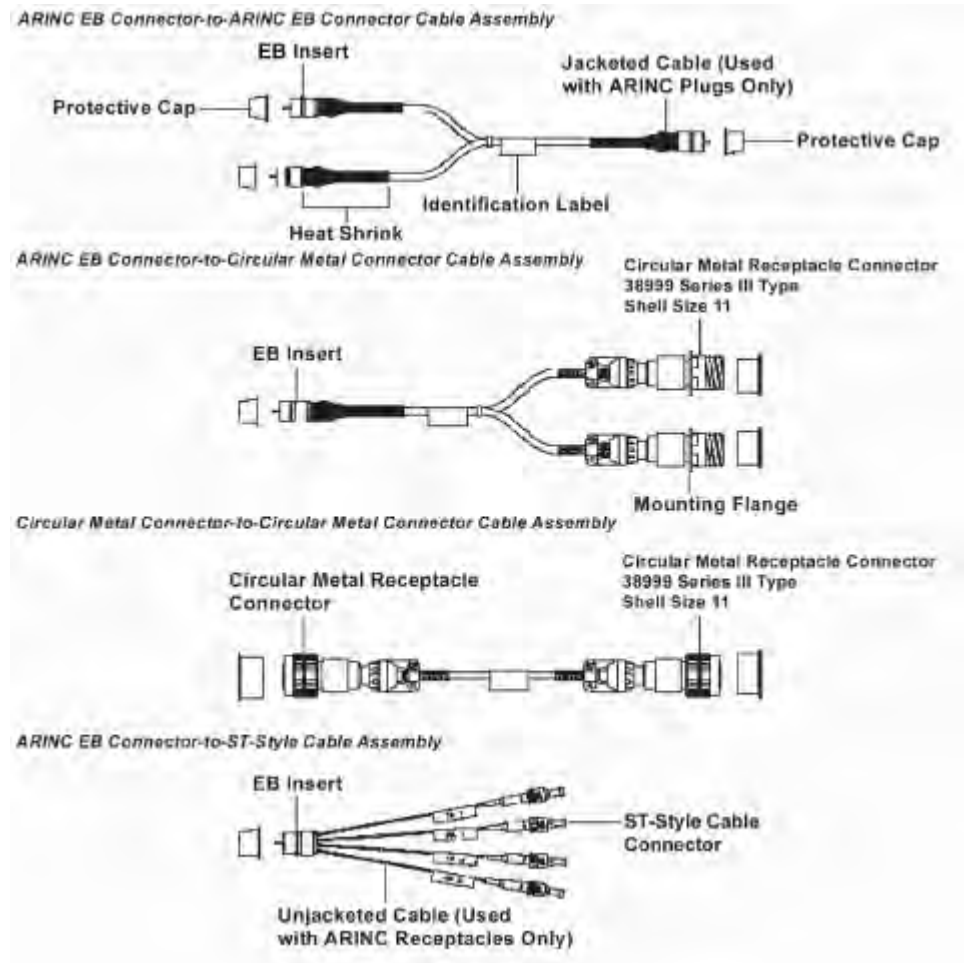 ARINC EB Connector-to-ARINC EB Connector Cable Assembly
EB Insert
Jacketed Cable (Used
with ARINC Plugs Only)
Protective Cap
Protective Cap
Identification Label
Heat Shrink
ARINC EB Connector-to-Circular Metal Connector Cable Assembly
Circular Metal Receptacle Connector
38999 Series III Type
Shell Size 11
EB Insert
Mounting Flange
Circular Metal Connector-to-Circular Metal Connector Cable Assembly
Circular Metal Receptacle
Connector
Circular Metal Receptacle Connector
38999 Series III Type
Shell Size 11
ARINC EB Connector-to-ST-Style Cable Assembly
EB Insert
ST-Style Cable
Connector
Unjacketed Cable (Used
with ARINC Receptacles Only)